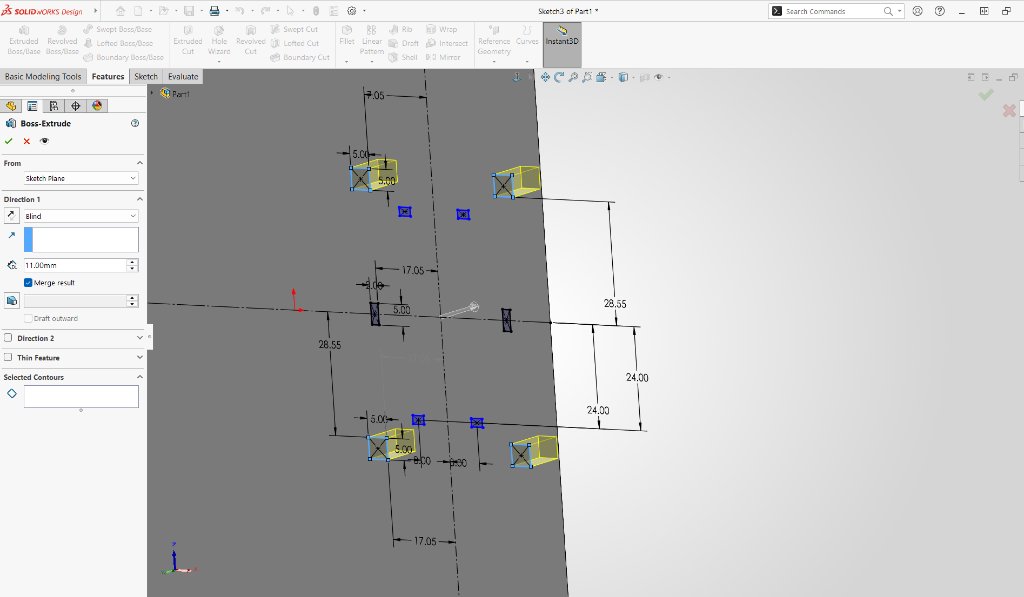 SOLIDWORKS Design
Sketch3 of Part1 *
Search Commands
Extruded Boss/Base
Revolved Boss/Base
Swept Boss/Base
Lofted Boss/Base
Boundary Boss/Base
Extruded Cut
Hole Wizard
Revolved Cut
Swept Cut
Lofted Cut
Boundary Cut
Fillet
Linear Pattern
Rib
Draft
Shell
Wrap
Intersect
Mirror
Reference Geometry
Curves
Instant3D
Basic Modeling Tools
Features
Sketch
Evaluate
Part1
Boss-Extrude
From
Sketch Plane
Direction 1
Blind
11.00mm
Merge result
Draft outward
Direction 2
Thin Feature
Selected Contours
7.05
5.00
5.00
17.05
2.00
5.00
28.55
28.55
24.00
24.00
5.00
5.00
8.00
17.05